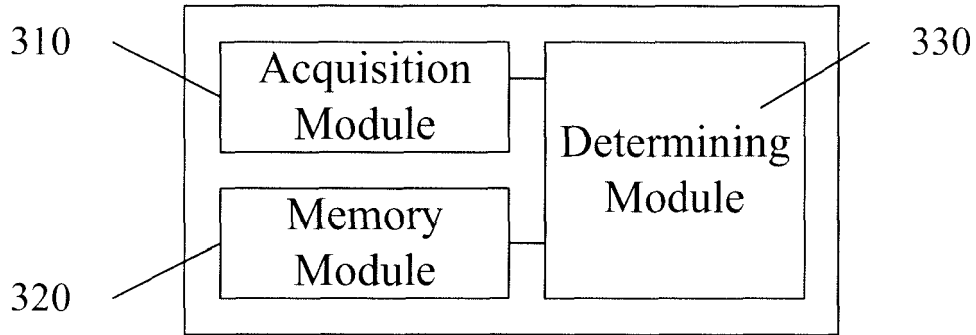 310
Acquisition
Module
330
Determining
Module
Memory
Module
320